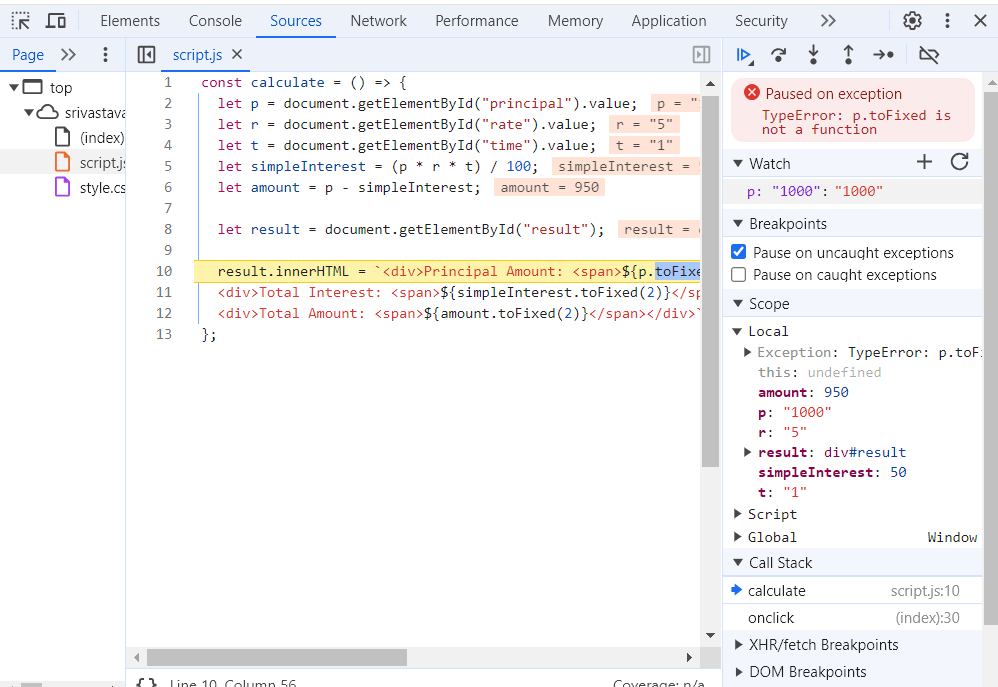 Elements Console Sources Network Performance Memory Application Security
Page
script.js
top
srivastava
(index)
script.js
style.cs
1 const calculate = () => {
2 let p = document.getElementById("principal").value; p = "
3 let r = document.getElementById("rate").value; r = "5"
4 let t = document.getElementById("time").value; t = "1"
5 let simpleInterest = (p * r * t) / 100; simpleInterest =
6 let amount = p - simpleInterest; amount = 950
7
8 let result = document.getElementById("result"); result =
9
10 result.innerHTML = `<div>Principal Amount: <span>${p.toFixe
11 <div>Total Interest: <span>${simpleInterest.toFixed(2)}</sp
12 <div>Total Amount: <span>${amount.toFixed(2)}</span></div>`
13 };
{} Line 10, Column 56
Coverage: n/a
Paused on exception
TypeError: p.toFixed is
not a function
Watch
p: "1000": "1000"
Breakpoints
Pause on uncaught exceptions
Pause on caught exceptions
Scope
Local
Exception: TypeError: p.toFi
this: undefined
amount: 950
p: "1000"
r: "5"
result: div#result
simpleInterest: 50
t: "1"
Script
Global Window
Call Stack
calculate script.js:10
onclick (index):30
XHR/fetch Breakpoints
DOM Breakpoints